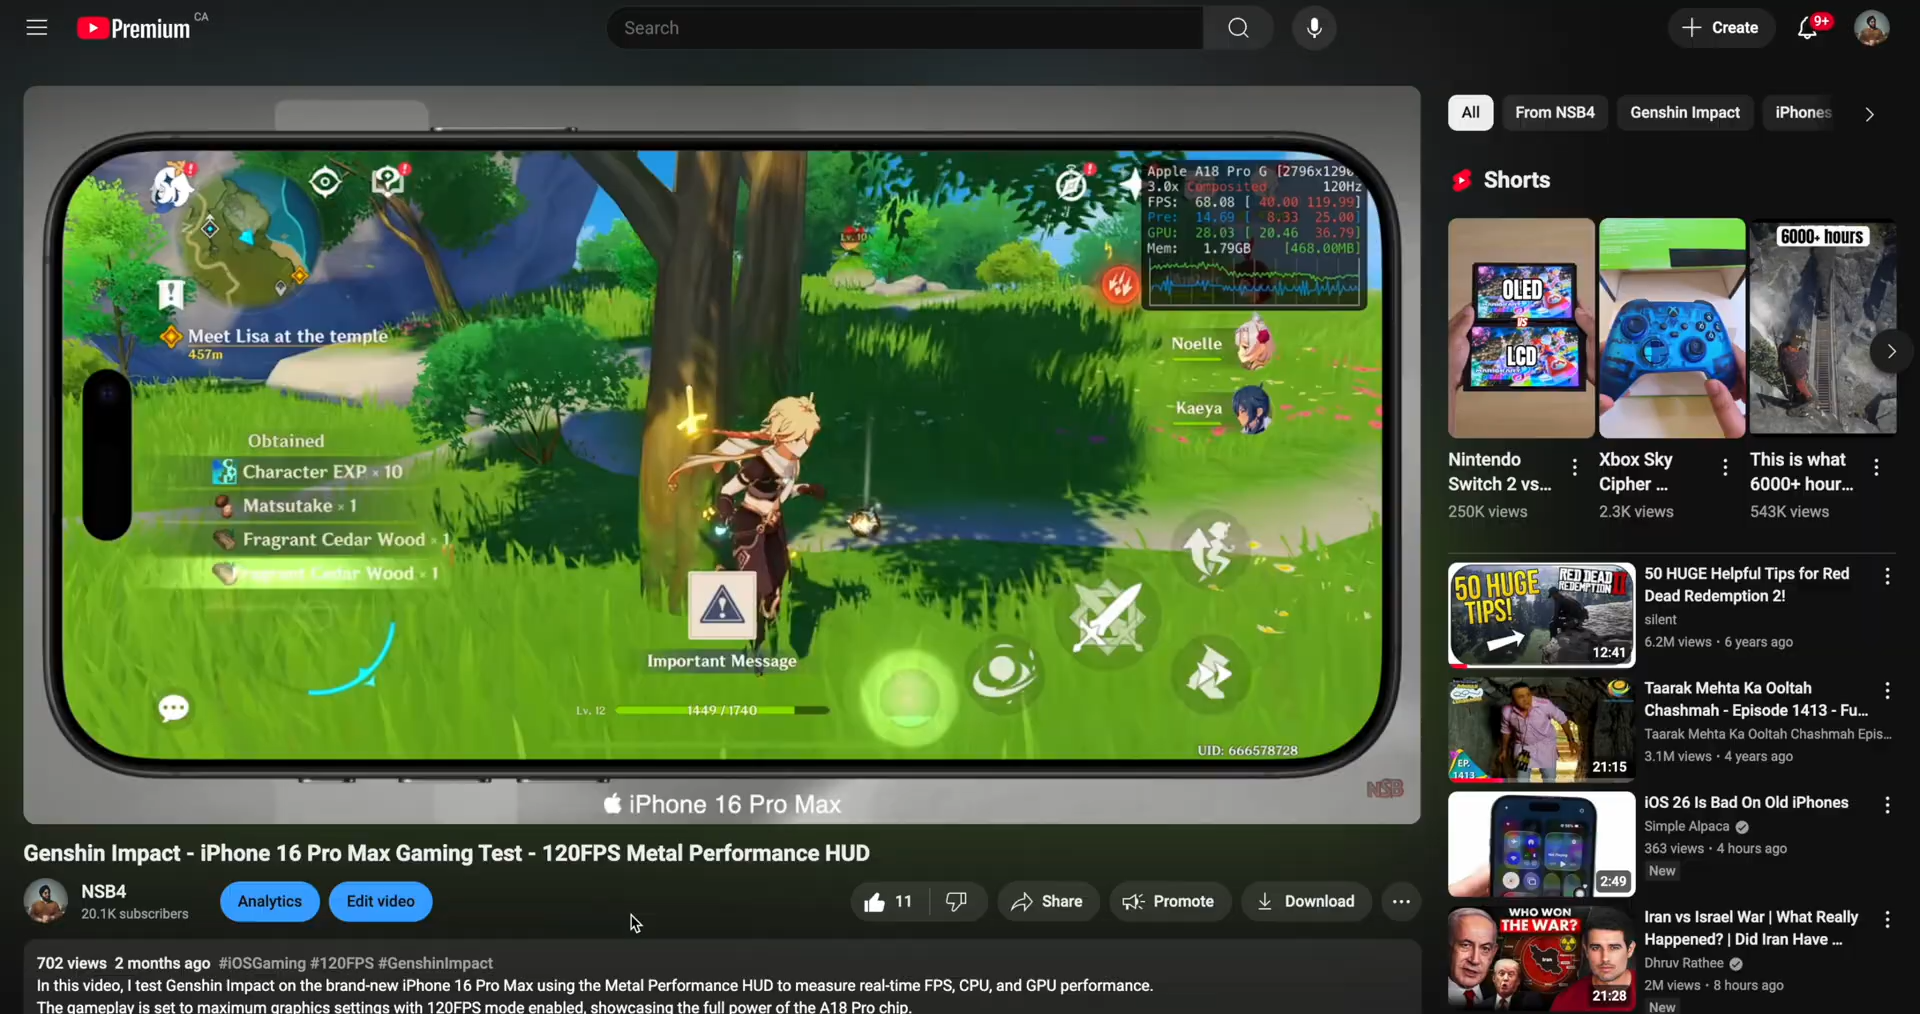 Premium CA
Search
Create
9+
Apple A18 Pro G [2796x1290
3.0x Composited 120Hz
FPS: 68.08 [ 40.00 119.99]
Pre: 14.69 [ 8.33 25.00]
GPU: 28.03 [ 20.46 36.79]
Mem: 1.79GB [468.00MB]
Lv. 10
Meet Lisa at the temple
457m
Noelle
Kaeya
Obtained
Character EXP × 10
Matsutake × 1
Fragrant Cedar Wood × 1
Fragrant Cedar Wood × 1
Important Message
Lv. 12
1449 / 1740
UID: 666578728
iPhone 16 Pro Max
NSB
Genshin Impact - iPhone 16 Pro Max Gaming Test - 120FPS Metal Performance HUD
NSB4
20.1K subscribers
Analytics
Edit video
11
Share
Promote
Download
702 views 2 months ago #iOSGaming #120FPS #GenshinImpact
In this video, I test Genshin Impact on the brand-new iPhone 16 Pro Max using the Metal Performance HUD to measure real-time FPS, CPU, and GPU performance.
The gameplay is set to maximum graphics settings with 120FPS mode enabled, showcasing the full power of the A18 Pro chip.
All
From NSB4
Genshin Impact
iPhones
Shorts
OLED
VS
LCD
6000+ hours
Nintendo
Switch 2 vs...
250K views
Xbox Sky
Cipher ...
2.3K views
This is what
6000+ hour...
543K views
50 HUGE
TIPS!
RED DEAD
REDEMPTION II
12:41
50 HUGE Helpful Tips for Red
Dead Redemption 2!
silent
6.2M views • 6 years ago
EP.
1413
21:15
Taarak Mehta Ka Ooltah
Chashmah - Episode 1413 - Fu...
Taarak Mehta Ka Ooltah Chashmah Epis...
3.1M views • 4 years ago
2:49
iOS 26 Is Bad On Old iPhones
Simple Alpaca
363 views • 4 hours ago
New
WHO WON
THE WAR?
Iran
21:28
Iran vs Israel War | What Really
Happened? | Did Iran Have ...
Dhruv Rathee
2M views • 8 hours ago
New